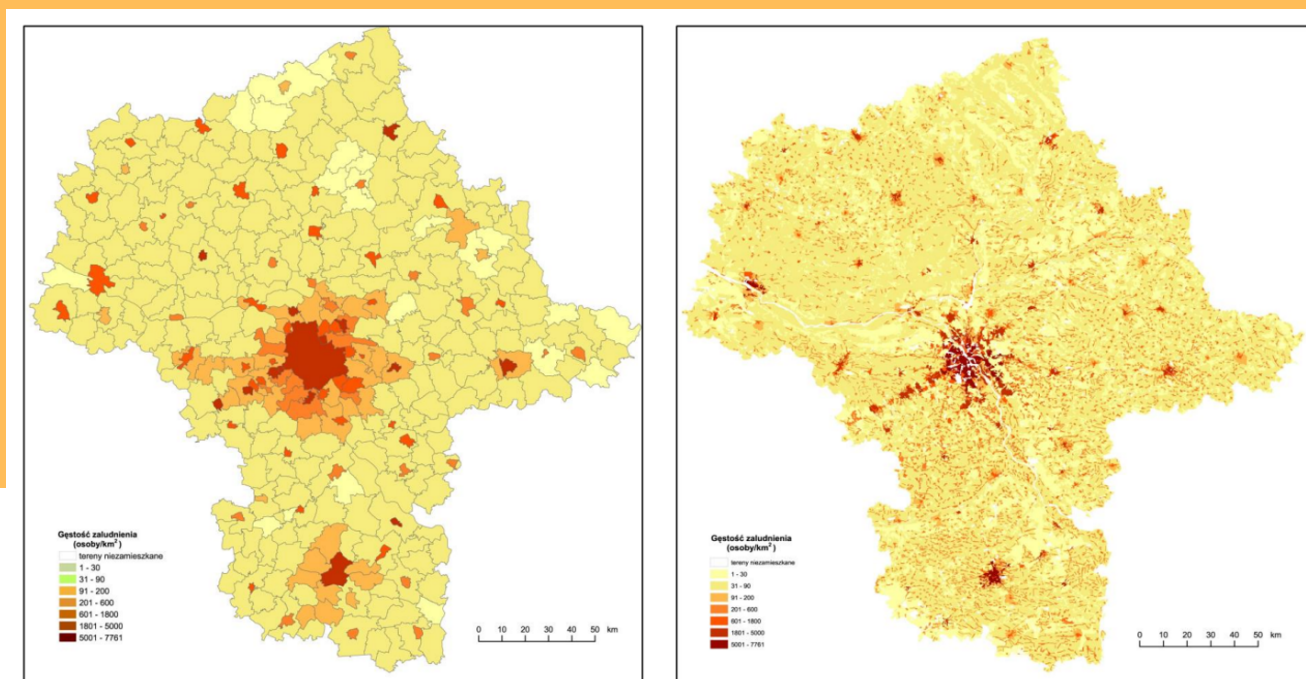 Gęstość zaludnienia
(osoby/km²)
tereny niezamieszkane
1 - 30
31 - 90
91 - 200
201 - 600
601 - 1800
1801 - 5000
5001 - 7761
0 10 20 30 40 50 km
Gęstość zaludnienia
(osoby/km²)
tereny niezamieszkane
1 - 30
31 - 90
91 - 200
201 - 600
601 - 1800
1801 - 5000
5001 - 7761
0 10 20 30 40 50 km